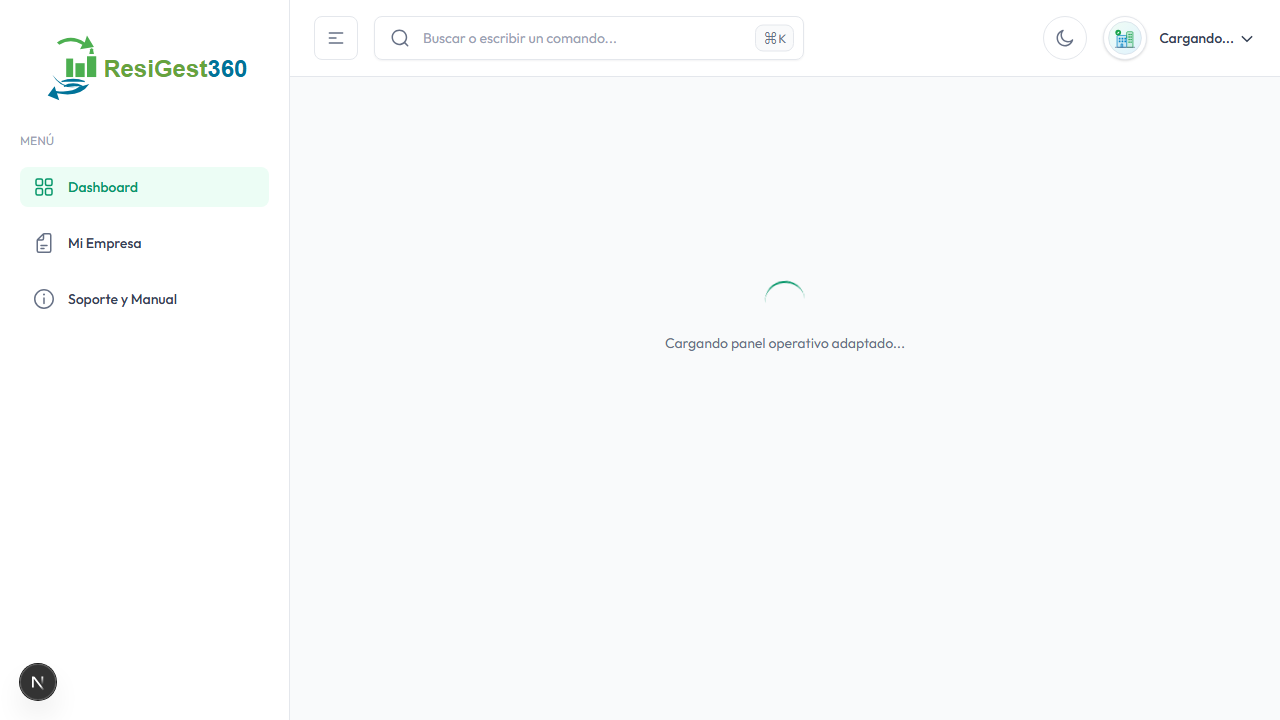 ResiGest360
Buscar o escribir un comando...
⌘K
Cargando...
MENÚ
Dashboard
Mi Empresa
Soporte y Manual
Cargando panel operativo adaptado...
N